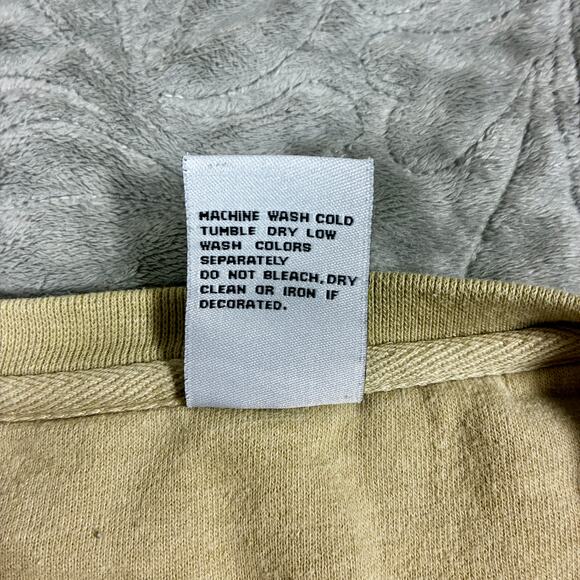 MACHINE WASH COLD
TUMBLE DRY LOW
WASH COLORS
SEPARATELY
DO NOT BLEACH, DRY
CLEAN OR IRON IF
DECORATED.